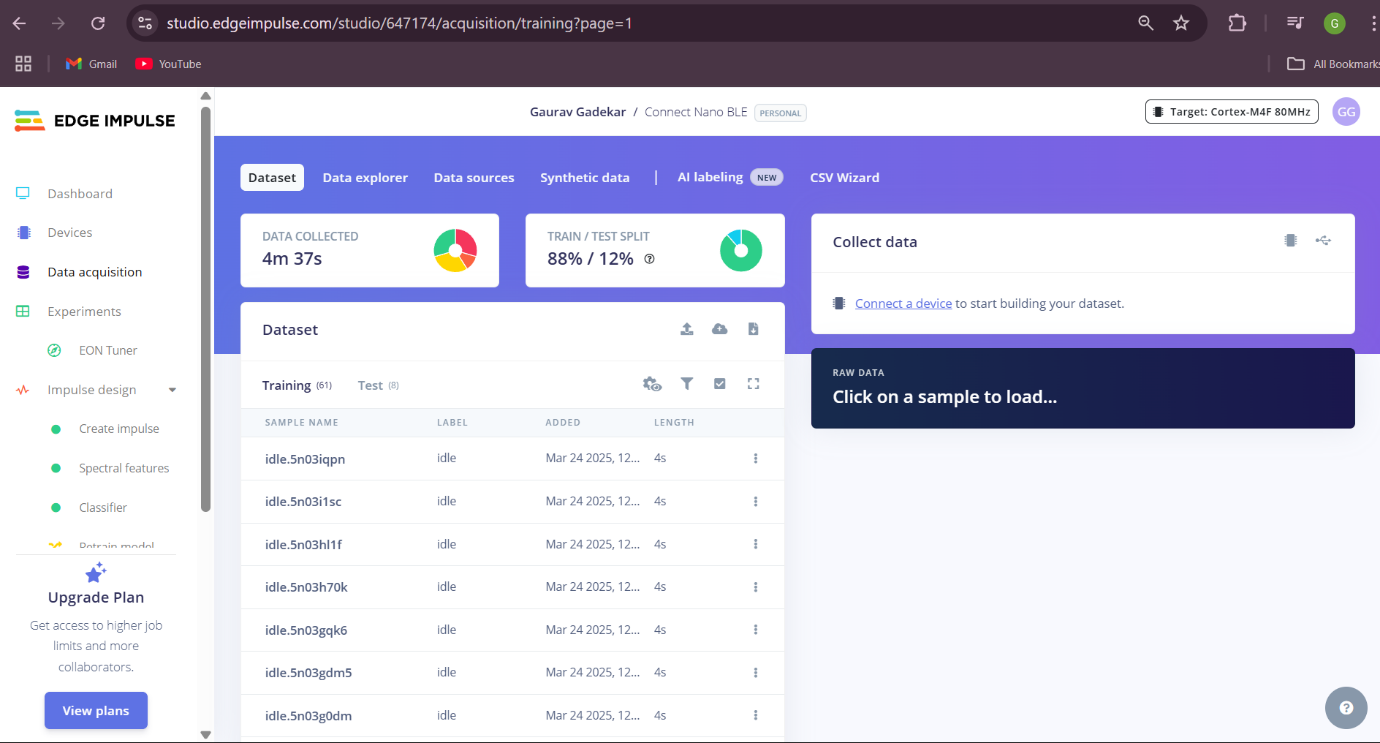 studio.edgeimpulse.com/studio/647174/acquisition/training?page=1
G
Gmail
YouTube
All Bookmarks
EDGE IMPULSE
Gaurav Gadekar / Connect Nano BLE PERSONAL
Target: Cortex-M4F 80MHz
GG
Dashboard
Devices
Data acquisition
Experiments
EON Tuner
Impulse design
Create impulse
Spectral features
Classifier
Retrain model
Upgrade Plan
Get access to higher job
limits and more
collaborators.
View plans
Dataset Data explorer Data sources Synthetic data | AI labeling NEW CSV Wizard
DATA COLLECTED
4m 37s
TRAIN / TEST SPLIT
88% / 12% ?
Dataset
Training (61) Test (8)
SAMPLE NAME LABEL ADDED LENGTH
idle.5n03iqpn idle Mar 24 2025, 12... 4s
idle.5n03i1sc idle Mar 24 2025, 12... 4s
idle.5n03hl1f idle Mar 24 2025, 12... 4s
idle.5n03h70k idle Mar 24 2025, 12... 4s
idle.5n03gqk6 idle Mar 24 2025, 12... 4s
idle.5n03gdm5 idle Mar 24 2025, 12... 4s
idle.5n03g0dm idle Mar 24 2025, 12... 4s
Collect data
Connect a device to start building your dataset.
RAW DATA
Click on a sample to load...
?